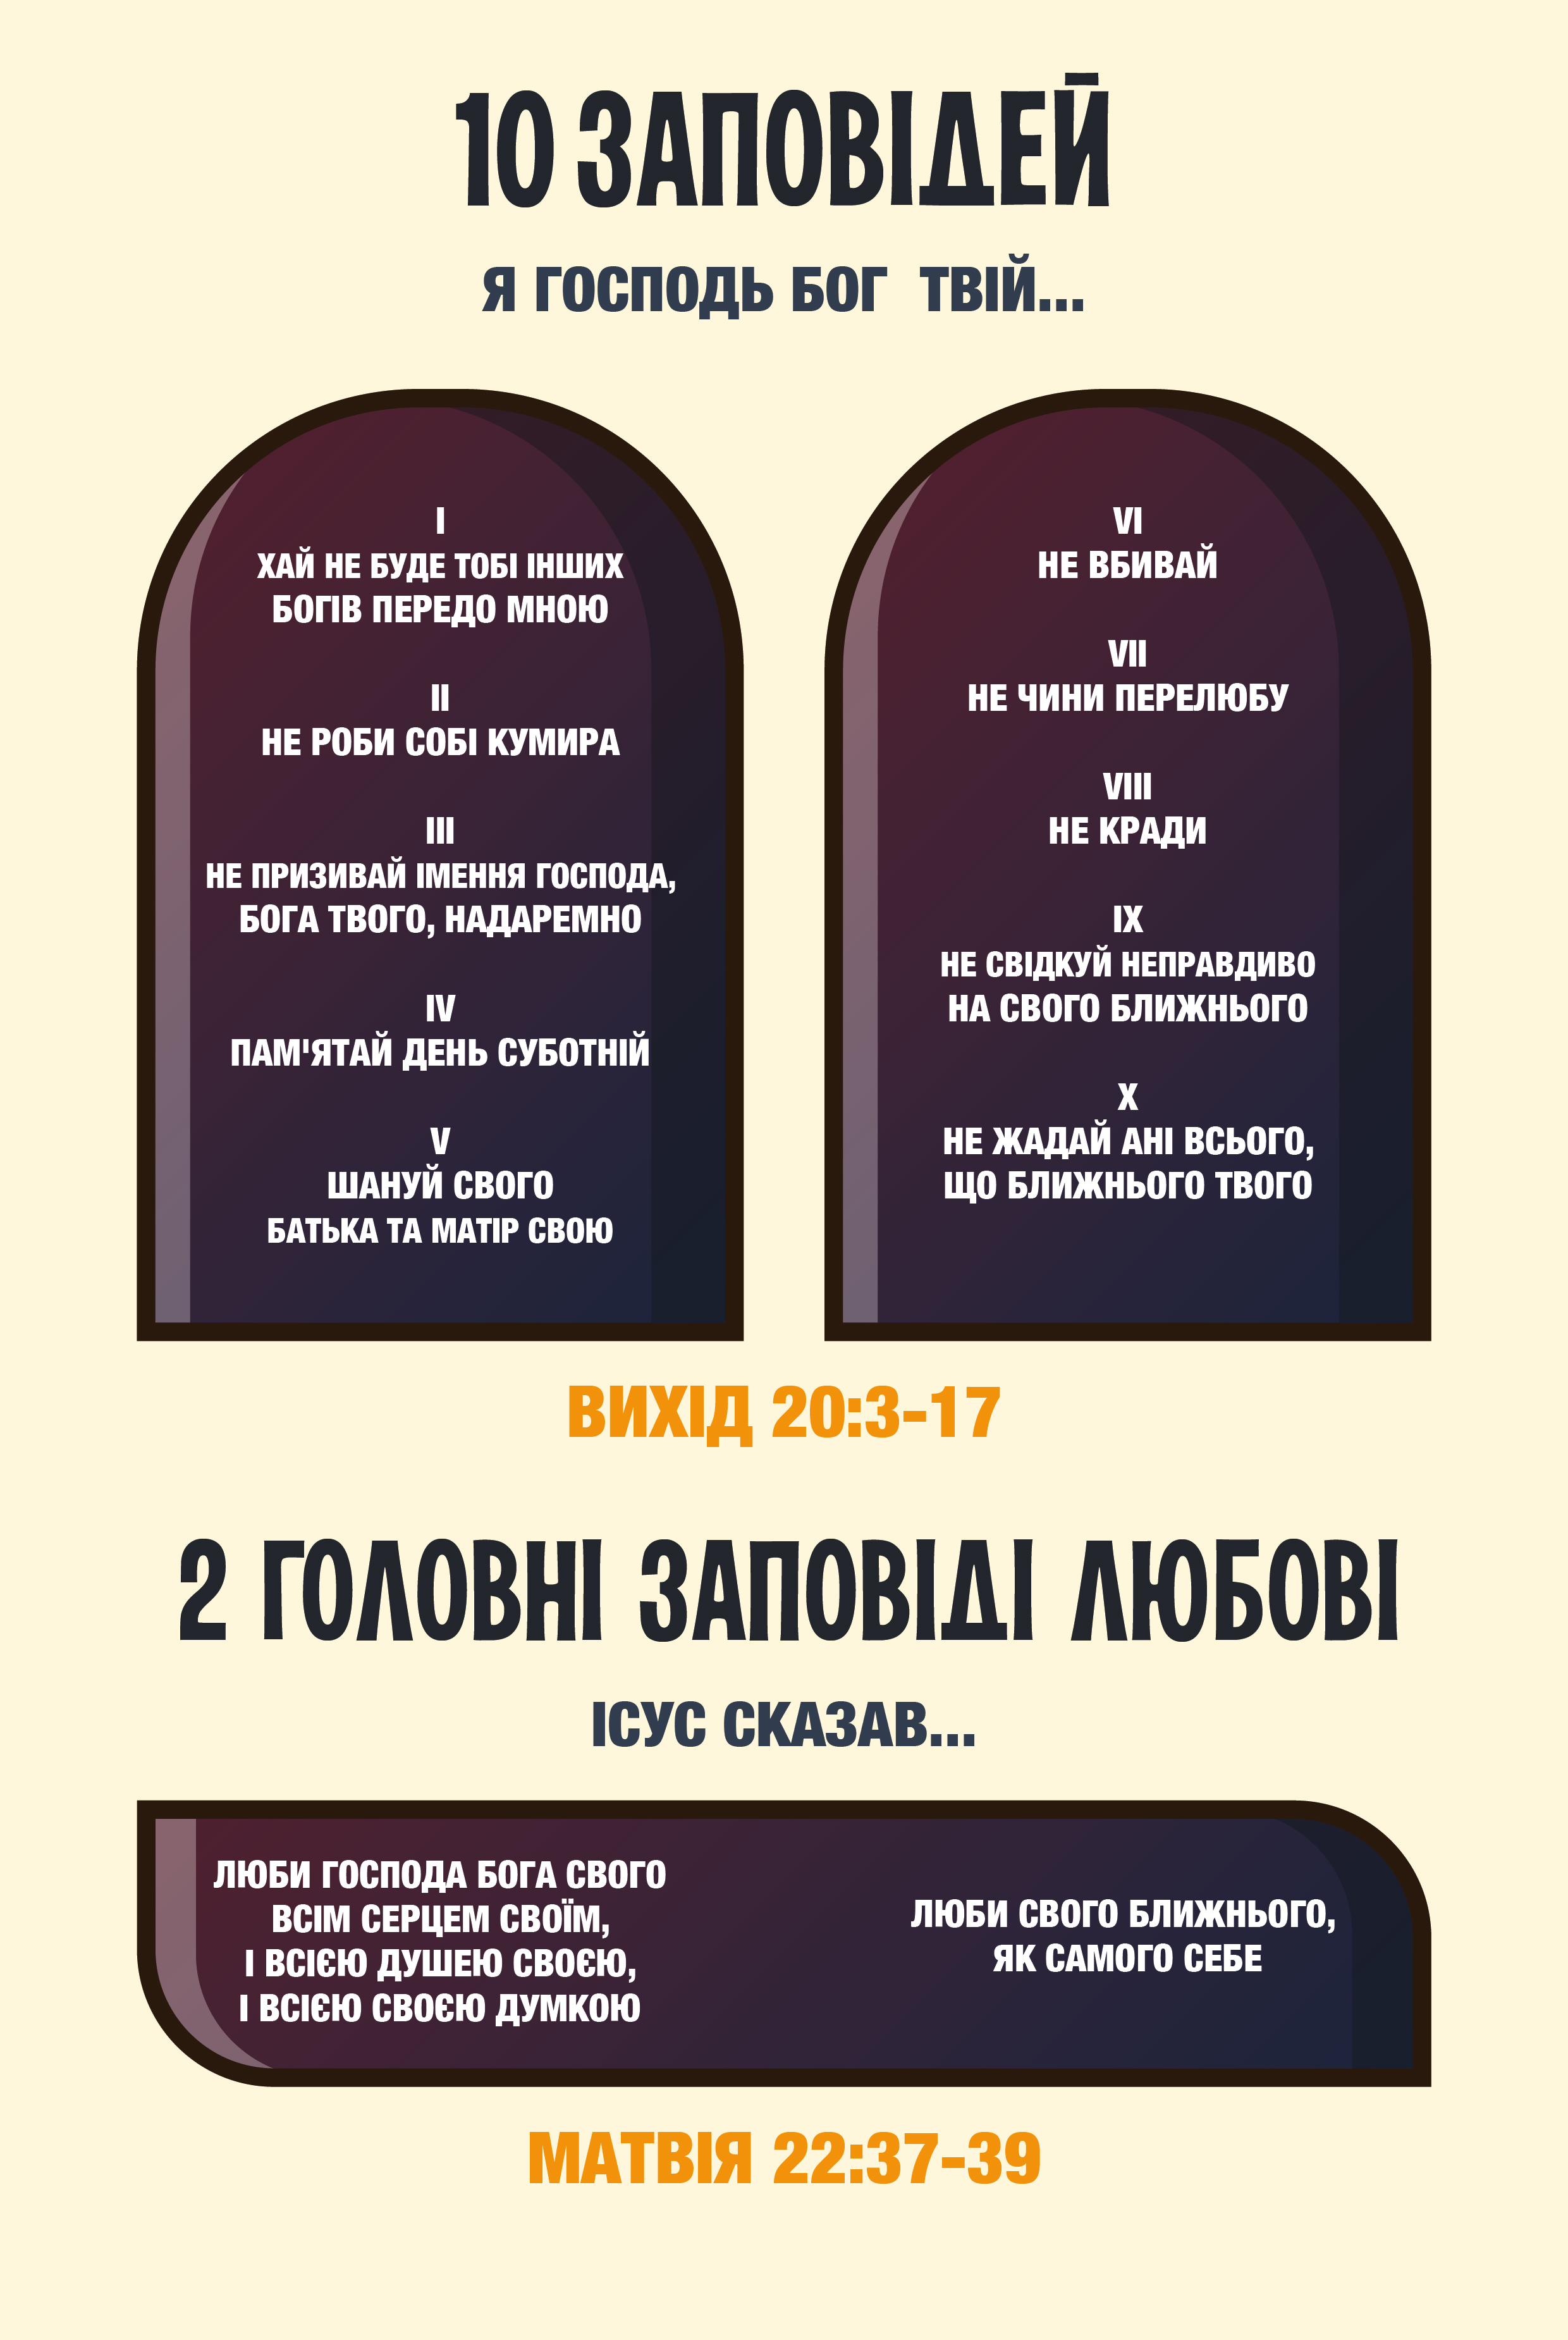 10 ЗАПОВІДЕЙ
Я ГОСПОДЬ БОГ ТВІЙ...
I
ХАЙ НЕ БУДЕ ТОБІ ІНШИХ
БОГІВ ПЕРЕДО МНОЮ
II
НЕ РОБИ СОБІ КУМИРА
III
НЕ ПРИЗИВАЙ ІМЕННЯ ГОСПОДА,
БОГА ТВОГО, НАДАРЕМНО
IV
ПАМ'ЯТАЙ ДЕНЬ СУБОТНІЙ
V
ШАНУЙ СВОГО
БАТЬКА ТА МАТІР СВОЮ
VI
НЕ ВБИВАЙ
VII
НЕ ЧИНИ ПЕРЕЛЮБУ
VIII
НЕ КРАДИ
IX
НЕ СВІДКУЙ НЕПРАВДИВО
НА СВОГО БЛИЖНЬОГО
X
НЕ ЖАДАЙ АНІ ВСЬОГО,
ЩО БЛИЖНЬОГО ТВОГО
ВИХІД 20:3-17
2 ГОЛОВНІ ЗАПОВІДІ ЛЮБОВІ
ІСУС СКАЗАВ...
ЛЮБИ ГОСПОДА БОГА СВОГО
ВСІМ СЕРЦЕМ СВОЇМ,
І ВСІЄЮ ДУШЕЮ СВОЄЮ,
І ВСІЄЮ СВОЄЮ ДУМКОЮ
ЛЮБИ СВОГО БЛИЖНЬОГО,
ЯК САМОГО СЕБЕ
МАТВІЯ 22:37-39